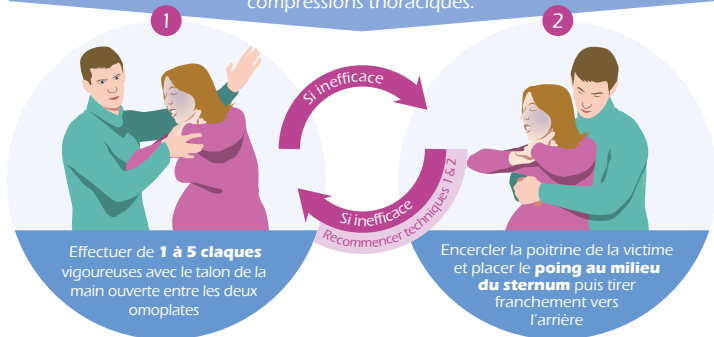 compressions thoraciques.
1
2
Si inefficace
Si inefficace
Recommencer techniques 1 & 2
Effectuer de 1 à 5 claques
vigoureuses avec le talon de la
main ouverte entre les deux
omoplates
Encercler la poitrine de la victime
et placer le poing au milieu
du sternum puis tirer
franchement vers
l'arrière